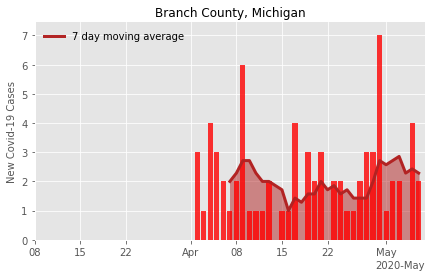 Branch County, Michigan
7 day moving average
New Covid-19 Cases
7
6
5
4
3
2
1
0
08 15 22 Apr 08 15 22 May
2020-May